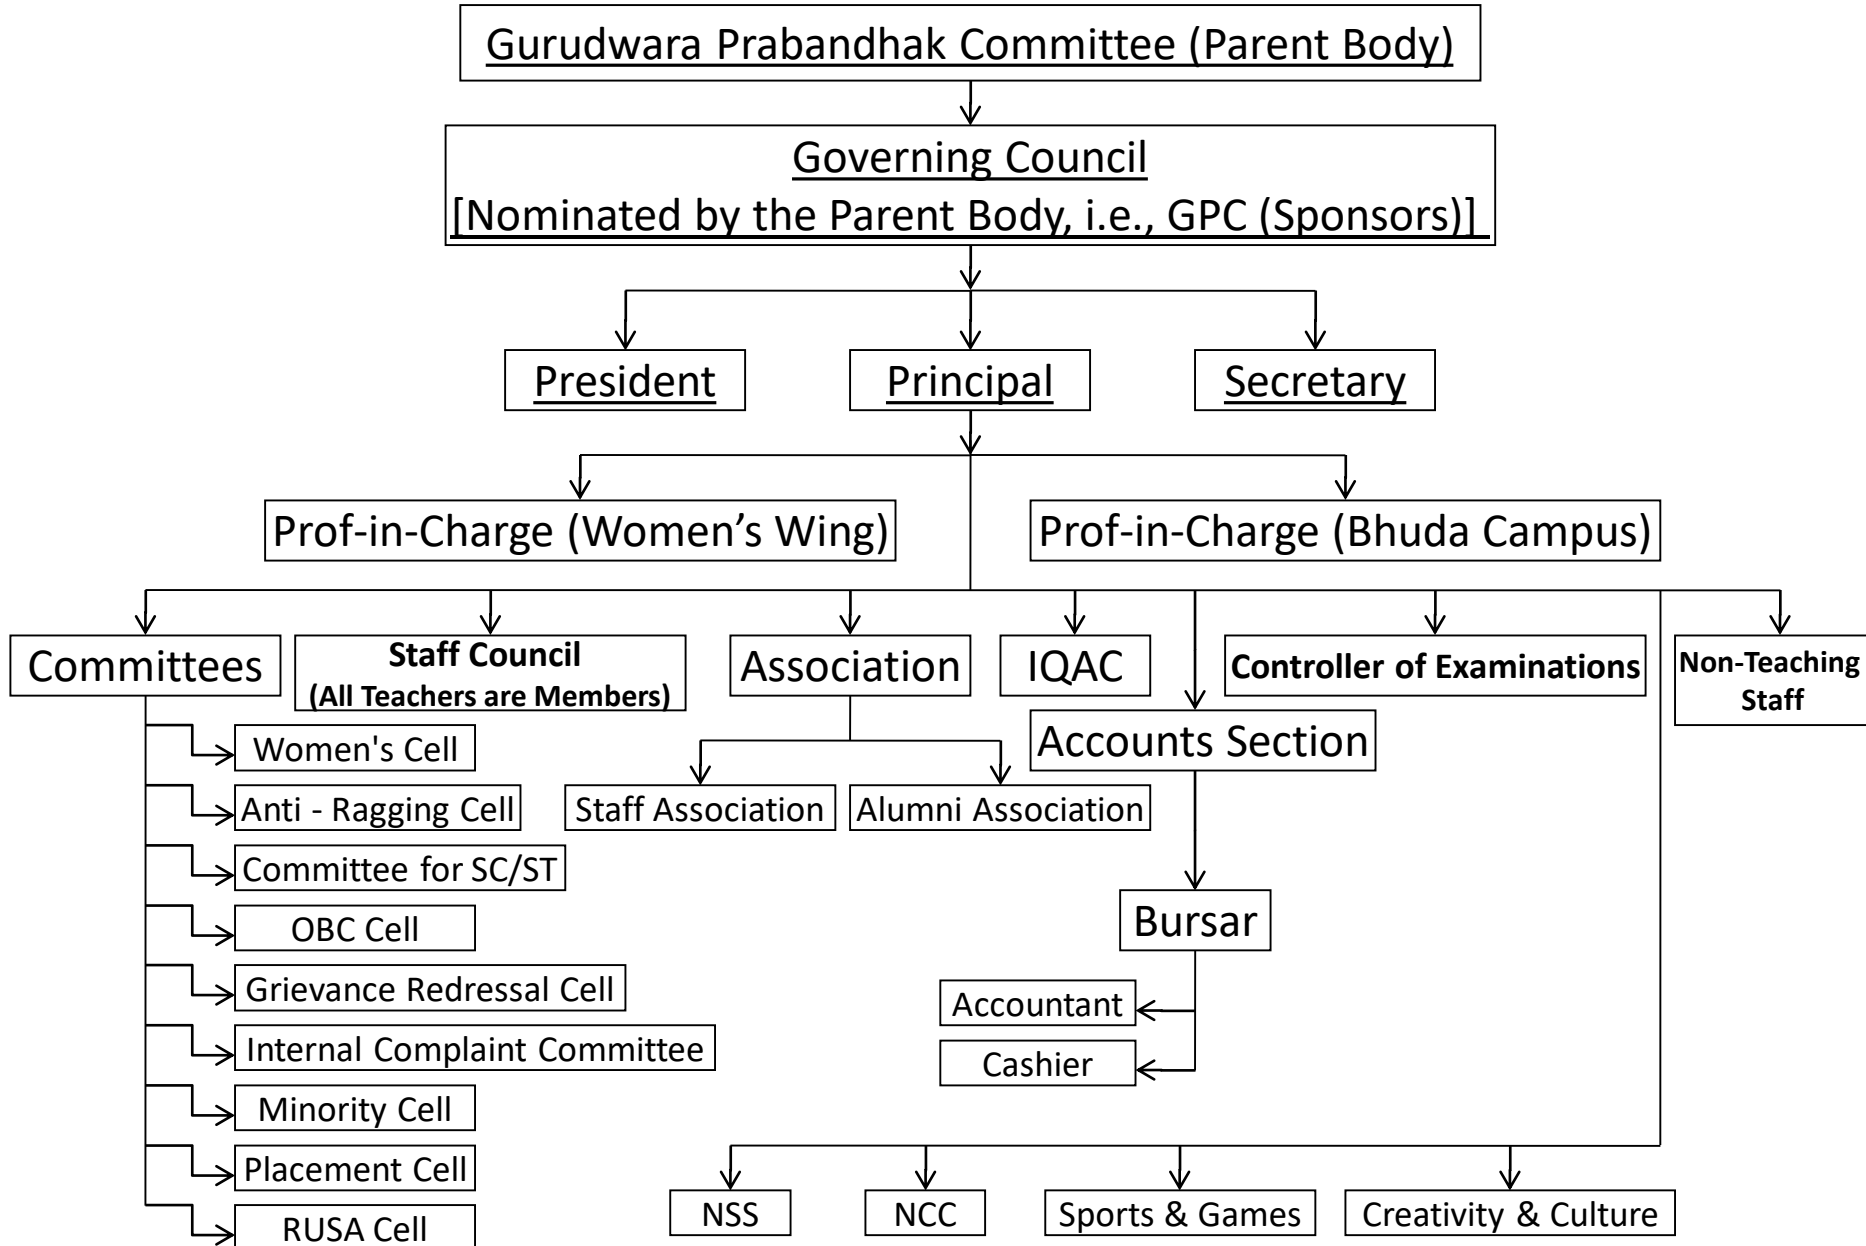 Gurudwara Prabandhak Committee (Parent Body)
Governing Council
[Nominated by the Parent Body, i.e., GPC (Sponsors)]
President
Principal
Secretary
Prof-in-Charge (Women’s Wing)
Prof-in-Charge (Bhuda Campus)
Committees
Staff Council
(All Teachers are Members)
Association
IQAC
Controller of Examinations
Non-Teaching
Staff
Accounts Section
Women's Cell
Anti - Ragging Cell
Staff Association
Alumni Association
Committee for SC/ST
OBC Cell
Bursar
Grievance Redressal Cell
Accountant
Internal Complaint Committee
Cashier
Minority Cell
Placement Cell
RUSA Cell
NSS
NCC
Sports & Games
Creativity & Culture